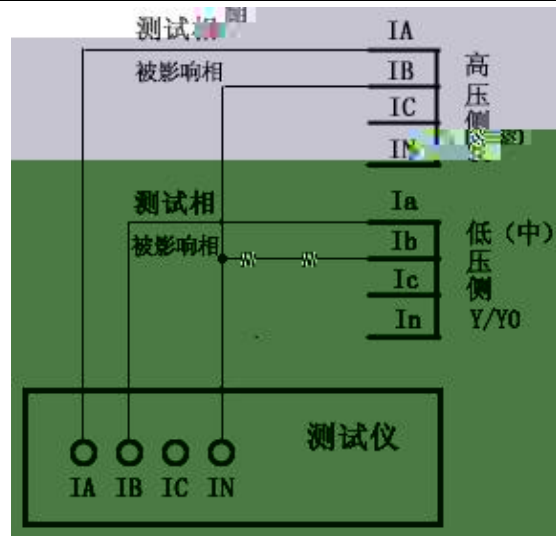 测试相
IA
被影响相
IB
IC
高压侧
测试相
Ia
被影响相
Ib
Ic
In
低（中）
压
侧
Y/Y0
测试仪
IA IB IC IN